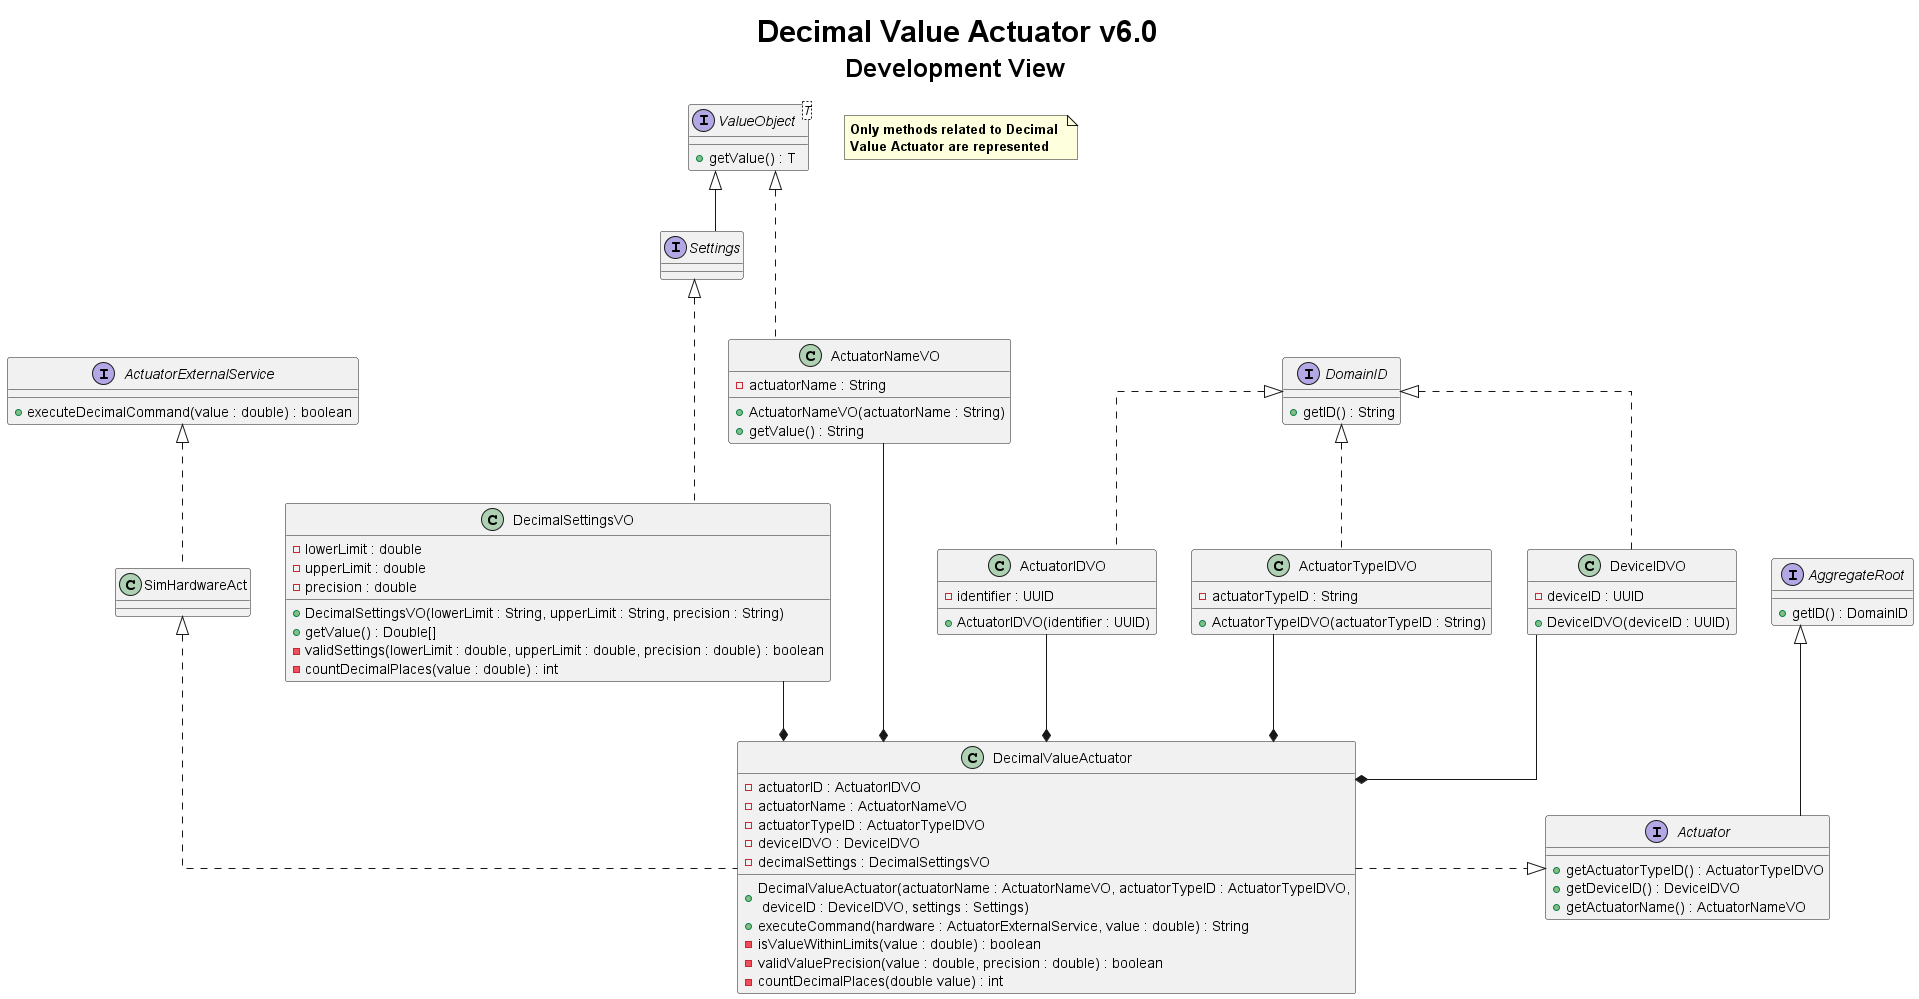 Decimal Value Actuator v6.0
Development View
I ValueObject T
getValue() : T
Only methods related to Decimal
Value Actuator are represented
I Settings
I ActuatorExternalService
executeDecimalCommand(value : double) : boolean
C ActuatorNameVO
actuatorName : String
ActuatorNameVO(actuatorName : String)
getValue() : String
I DomainID
getID() : String
C SimHardwareAct
C DecimalSettingsVO
lowerLimit : double
upperLimit : double
precision : double
DecimalSettingsVO(lowerLimit : String, upperLimit : String, precision : String)
getValue() : Double[]
validSettings(lowerLimit : double, upperLimit : double, precision : double) : boolean
countDecimalPlaces(value : double) : int
C ActuatorIDVO
identifier : UUID
ActuatorIDVO(identifier : UUID)
C ActuatorTypeIDVO
actuatorTypeID : String
ActuatorTypeIDVO(actuatorTypeID : String)
C DeviceIDVO
deviceID : UUID
DeviceIDVO(deviceID : UUID)
I AggregateRoot
getID() : DomainID
C DecimalValueActuator
actuatorID : ActuatorIDVO
actuatorName : ActuatorNameVO
actuatorTypeID : ActuatorTypeIDVO
deviceIDVO : DeviceIDVO
decimalSettings : DecimalSettingsVO
DecimalValueActuator(actuatorName : ActuatorNameVO, actuatorTypeID : ActuatorTypeIDVO,
deviceID : DeviceIDVO, settings : Settings)
executeCommand(hardware : ActuatorExternalService, value : double) : String
isValueWithinLimits(value : double) : boolean
validValuePrecision(value : double, precision : double) : boolean
countDecimalPlaces(double value) : int
I Actuator
getActuatorTypeID() : ActuatorTypeIDVO
getDeviceID() : DeviceIDVO
getActuatorName() : ActuatorNameVO